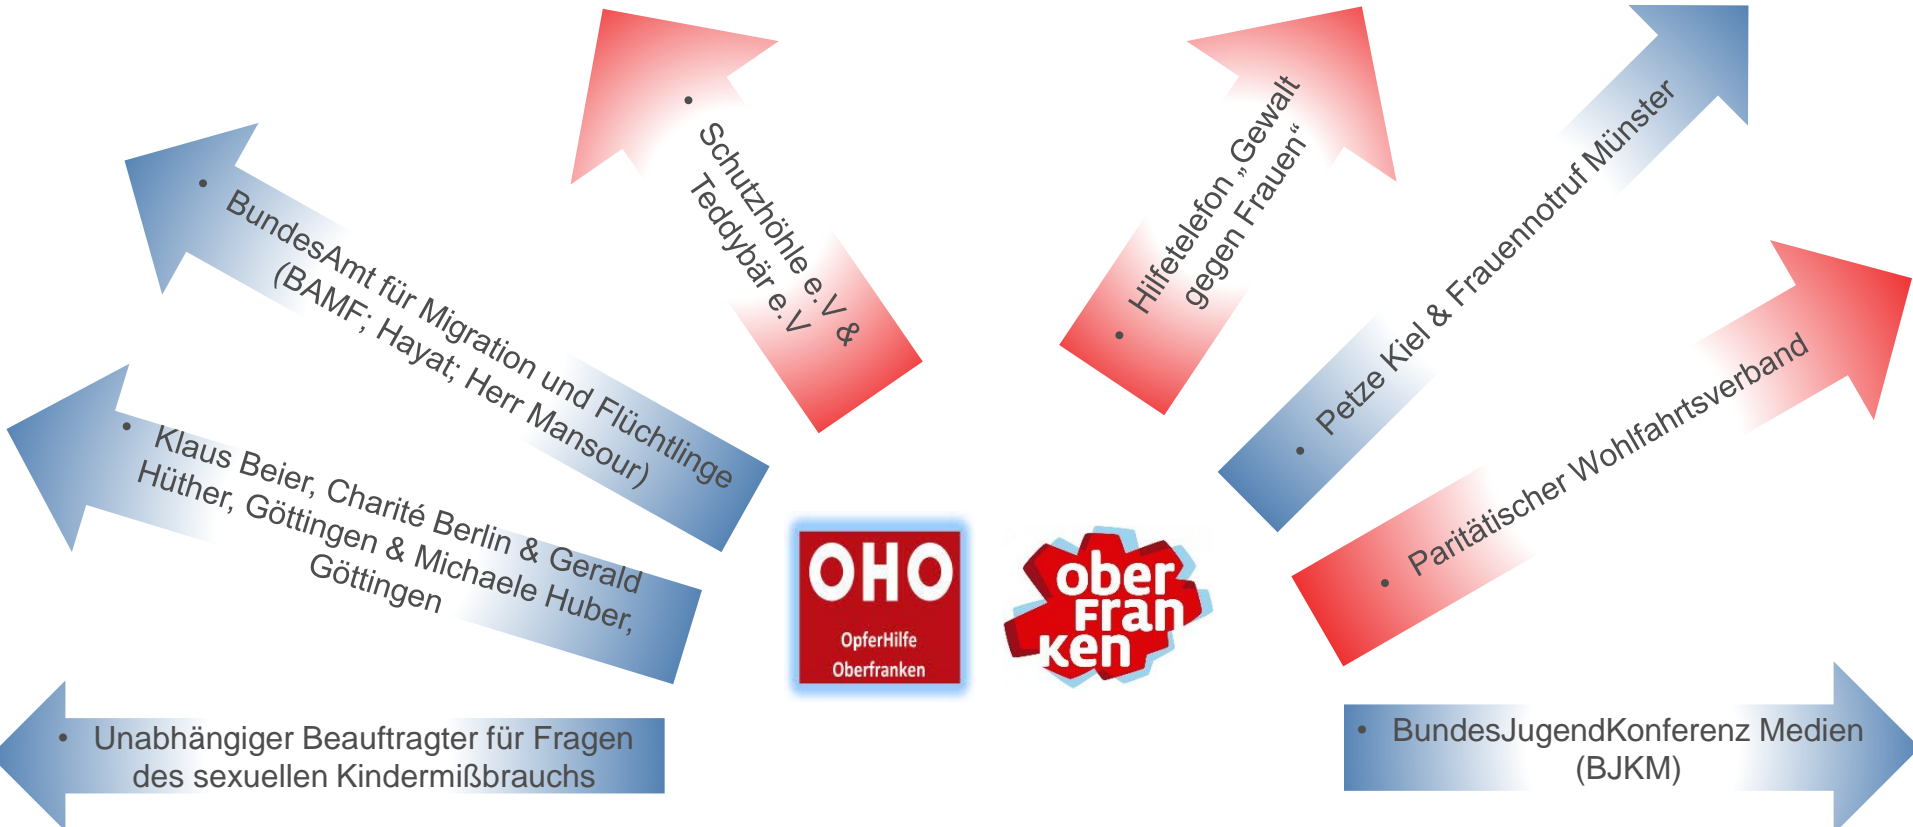 • Schutzhöhle e.V &
Teddybär e.V
• Hilfetelefon „Gewalt
gegen Frauen“
• Petze Kiel & Frauennotruf Münster
• BundesAmt für Migration und Flüchtlinge
(BAMF; Hayat; Herr Mansour)
• Paritätischer Wohlfahrtsverband
• Klaus Beier, Charité Berlin & Gerald
Hüther, Göttingen & Michaele Huber,
Göttingen
OHO
OpferHilfe
Oberfranken
ober
Fran
ken
• Unabhängiger Beauftragter für Fragen
des sexuellen Kindermißbrauchs
• BundesJugendKonferenz Medien
(BJKM)